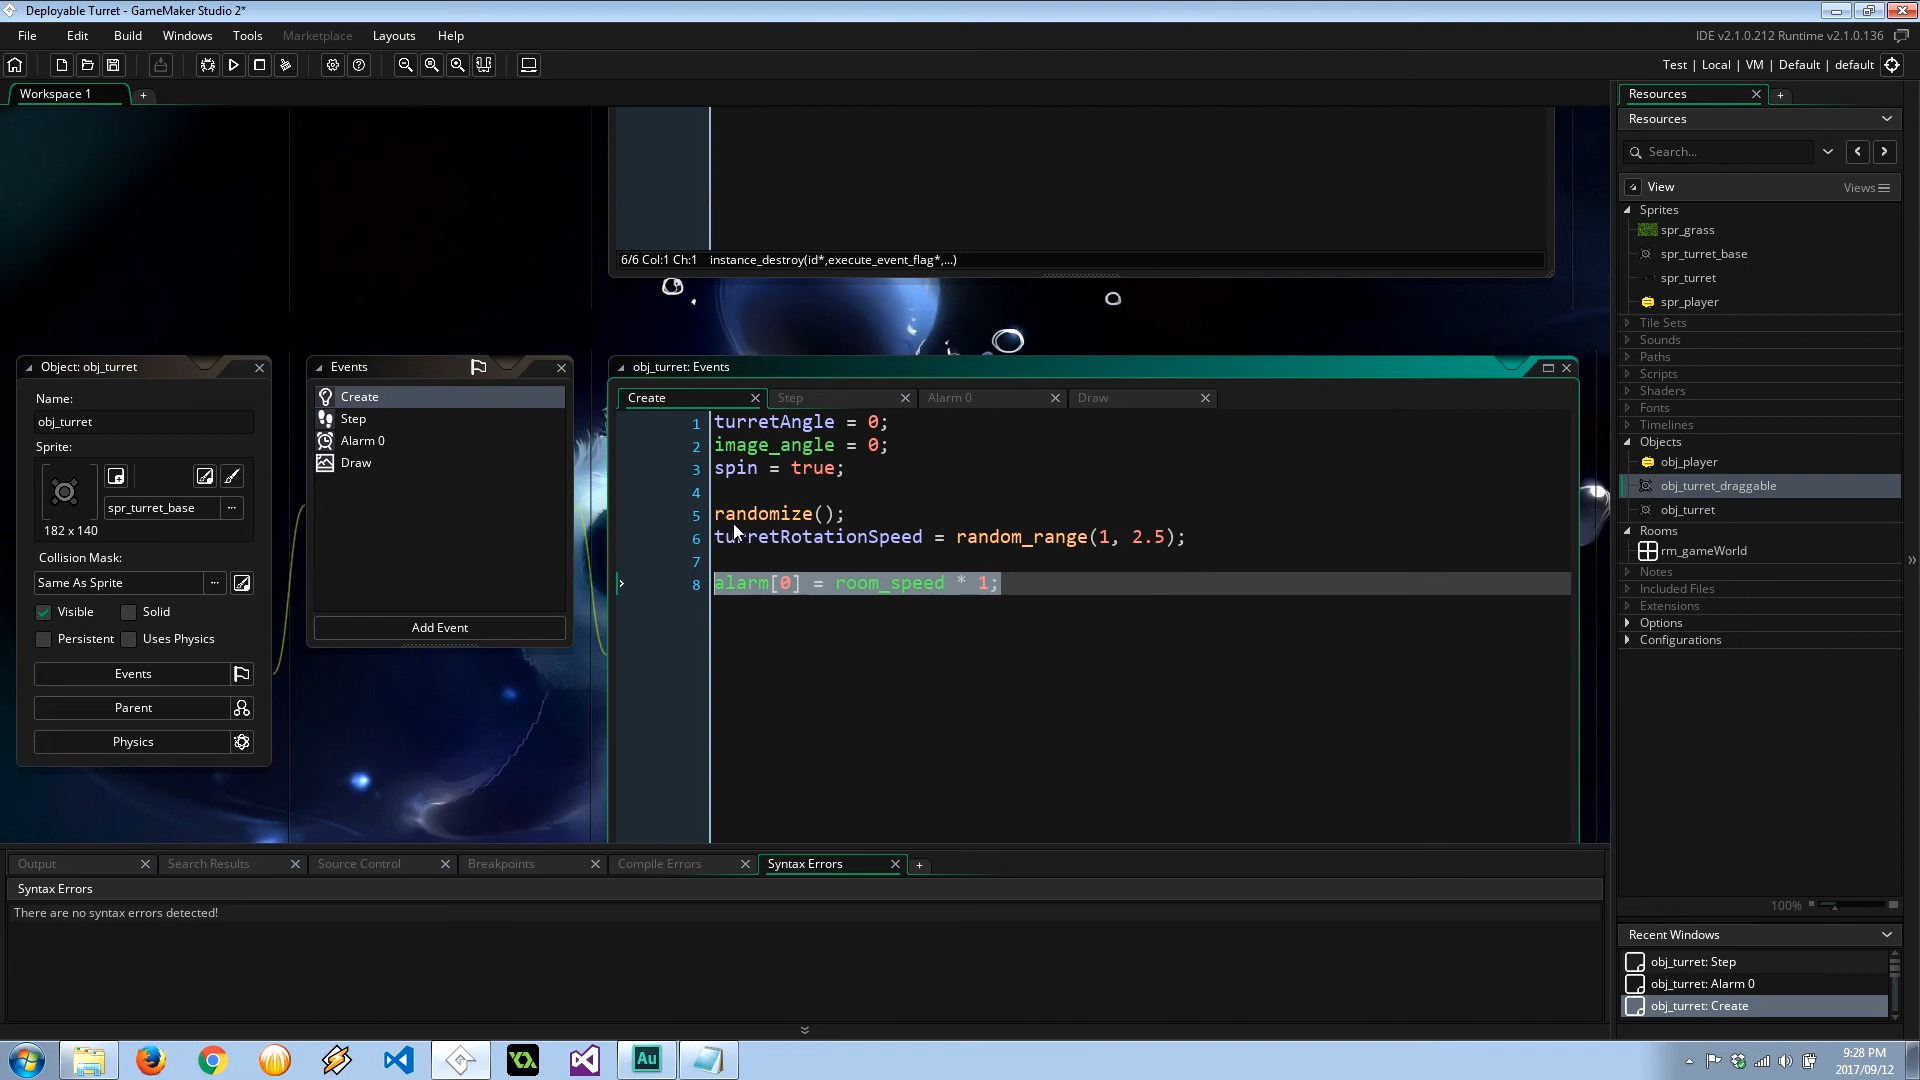 Deployable Turret - GameMaker Studio 2*
File Edit Build Windows Tools Marketplace Layouts Help
IDE v2.1.0.212 Runtime v2.1.0.136
Test | Local | VM | Default | default
Workspace 1
6/6 Col:1 Ch:1 instance_destroy(id*,execute_event_flag*,...)
Object: obj_turret
Name:
obj_turret
Sprite:
spr_turret_base
182 x 140
Collision Mask:
Same As Sprite
Visible Solid
Persistent Uses Physics
Events
Parent
Physics
Events
Create
Step
Alarm 0
Draw
Add Event
obj_turret: Events
Create Step Alarm 0 Draw
1 turretAngle = 0;
2 image_angle = 0;
3 spin = true;
4
5 randomize();
6 turretRotationSpeed = random_range(1, 2.5);
7
8 alarm[0] = room_speed * 1;
Output Search Results Source Control Breakpoints Compile Errors Syntax Errors
Syntax Errors
There are no syntax errors detected!
Resources
Resources
Search...
View Views
Sprites
spr_grass
spr_turret_base
spr_turret
spr_player
Tile Sets
Sounds
Paths
Scripts
Shaders
Fonts
Timelines
Objects
obj_player
obj_turret_draggable
obj_turret
Rooms
rm_gameWorld
Notes
Included Files
Extensions
Options
Configurations
100%
Recent Windows
obj_turret: Step
obj_turret: Alarm 0
obj_turret: Create
Au
9:28 PM
2017/09/12